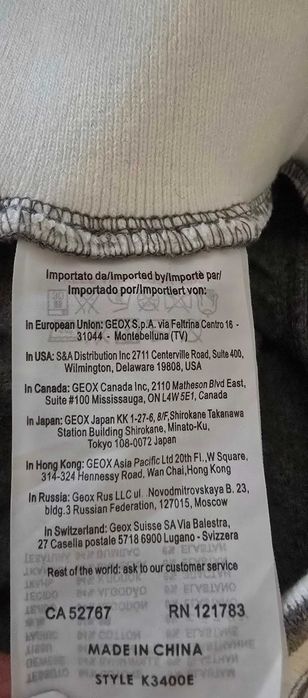 Importato da/Imported by/Importè par/
Importado por/Importiert von:
In European Union: GEOX S.p.A. via Feltrina Centro 16 -
31044 - Montebelluna (TV)
In USA: S&A Distribution Inc 2711 Centerville Road, Suite 400,
Wilmington, Delaware 19808, USA
In Canada: GEOX Canada Inc, 2110 Matheson Blvd East,
Suite #100 Mississauga, ON L4W 5E1, Canada
In Japan: GEOX Japan KK 1-27-6, 8/F,Shirokane Takanawa
Station Building Shirokane, Minato-Ku,
Tokyo 108-0072 Japan
In Hong Kong: GEOX Asia Pacific Ltd 20th Fl.,W Square,
314-324 Hennessy Road, Wan Chai,Hong Kong
In Russia: Geox Rus LLC ul. Novodmitrovskaya B. 23,
bldg.3 Russian Federation, 127015, Moscow
In Switzerland: Geox Suisse SA Via Balestra,
27 Casella postale 5718 6900 Lugano - Svizzera
Rest of the world: ask to our customer service
CA 52767 RN 121783
MADE IN CHINA
STYLE K3400E